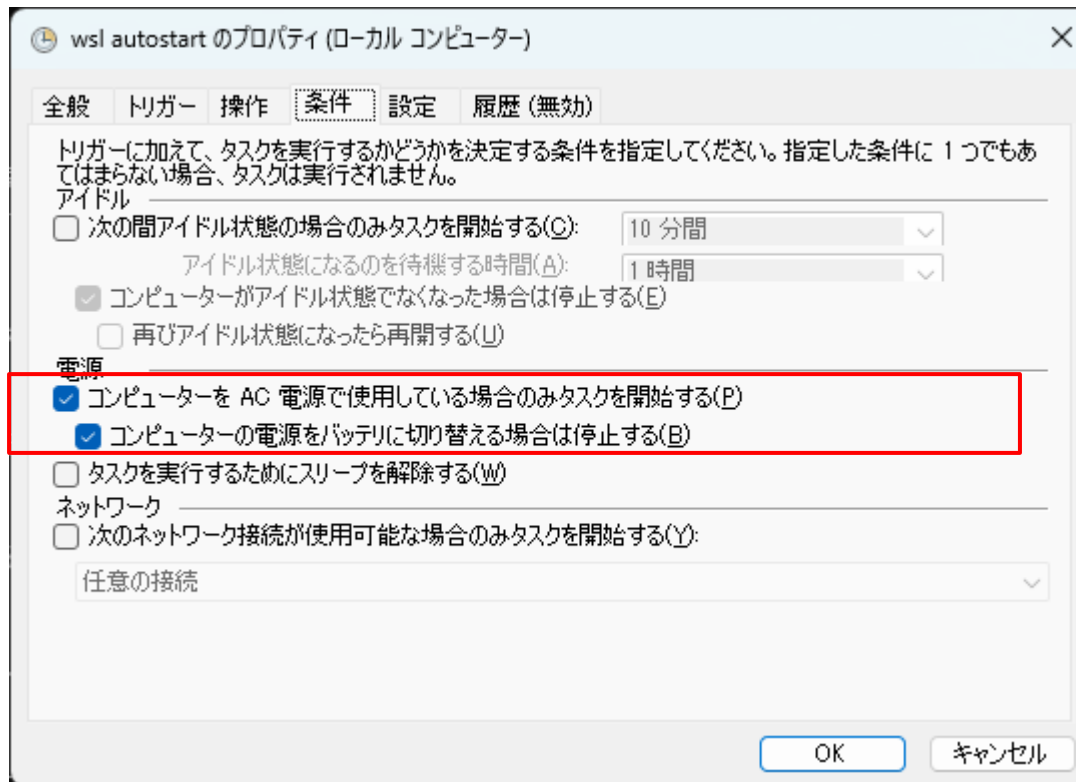 wsl autostart のプロパティ (ローカル コンピューター)
全般 トリガー 操作 条件 設定 履歴 (無効)
トリガーに加えて、タスクを実行するかどうかを決定する条件を指定してください。指定した条件に 1 つでもあ
てはまらない場合、タスクは実行されません。
アイドル
次の間アイドル状態の場合のみタスクを開始する(C): 10 分間
アイドル状態になるのを待機する時間(A): 1 時間
コンピューターがアイドル状態でなくなった場合は停止する(E)
再びアイドル状態になったら再開する(U)
電源
コンピューターを AC 電源で使用している場合のみタスクを開始する(P)
コンピューターの電源をバッテリに切り替える場合は停止する(B)
タスクを実行するためにスリープを解除する(W)
ネットワーク
次のネットワーク接続が使用可能な場合のみタスクを開始する(Y):
任意の接続
OK キャンセル